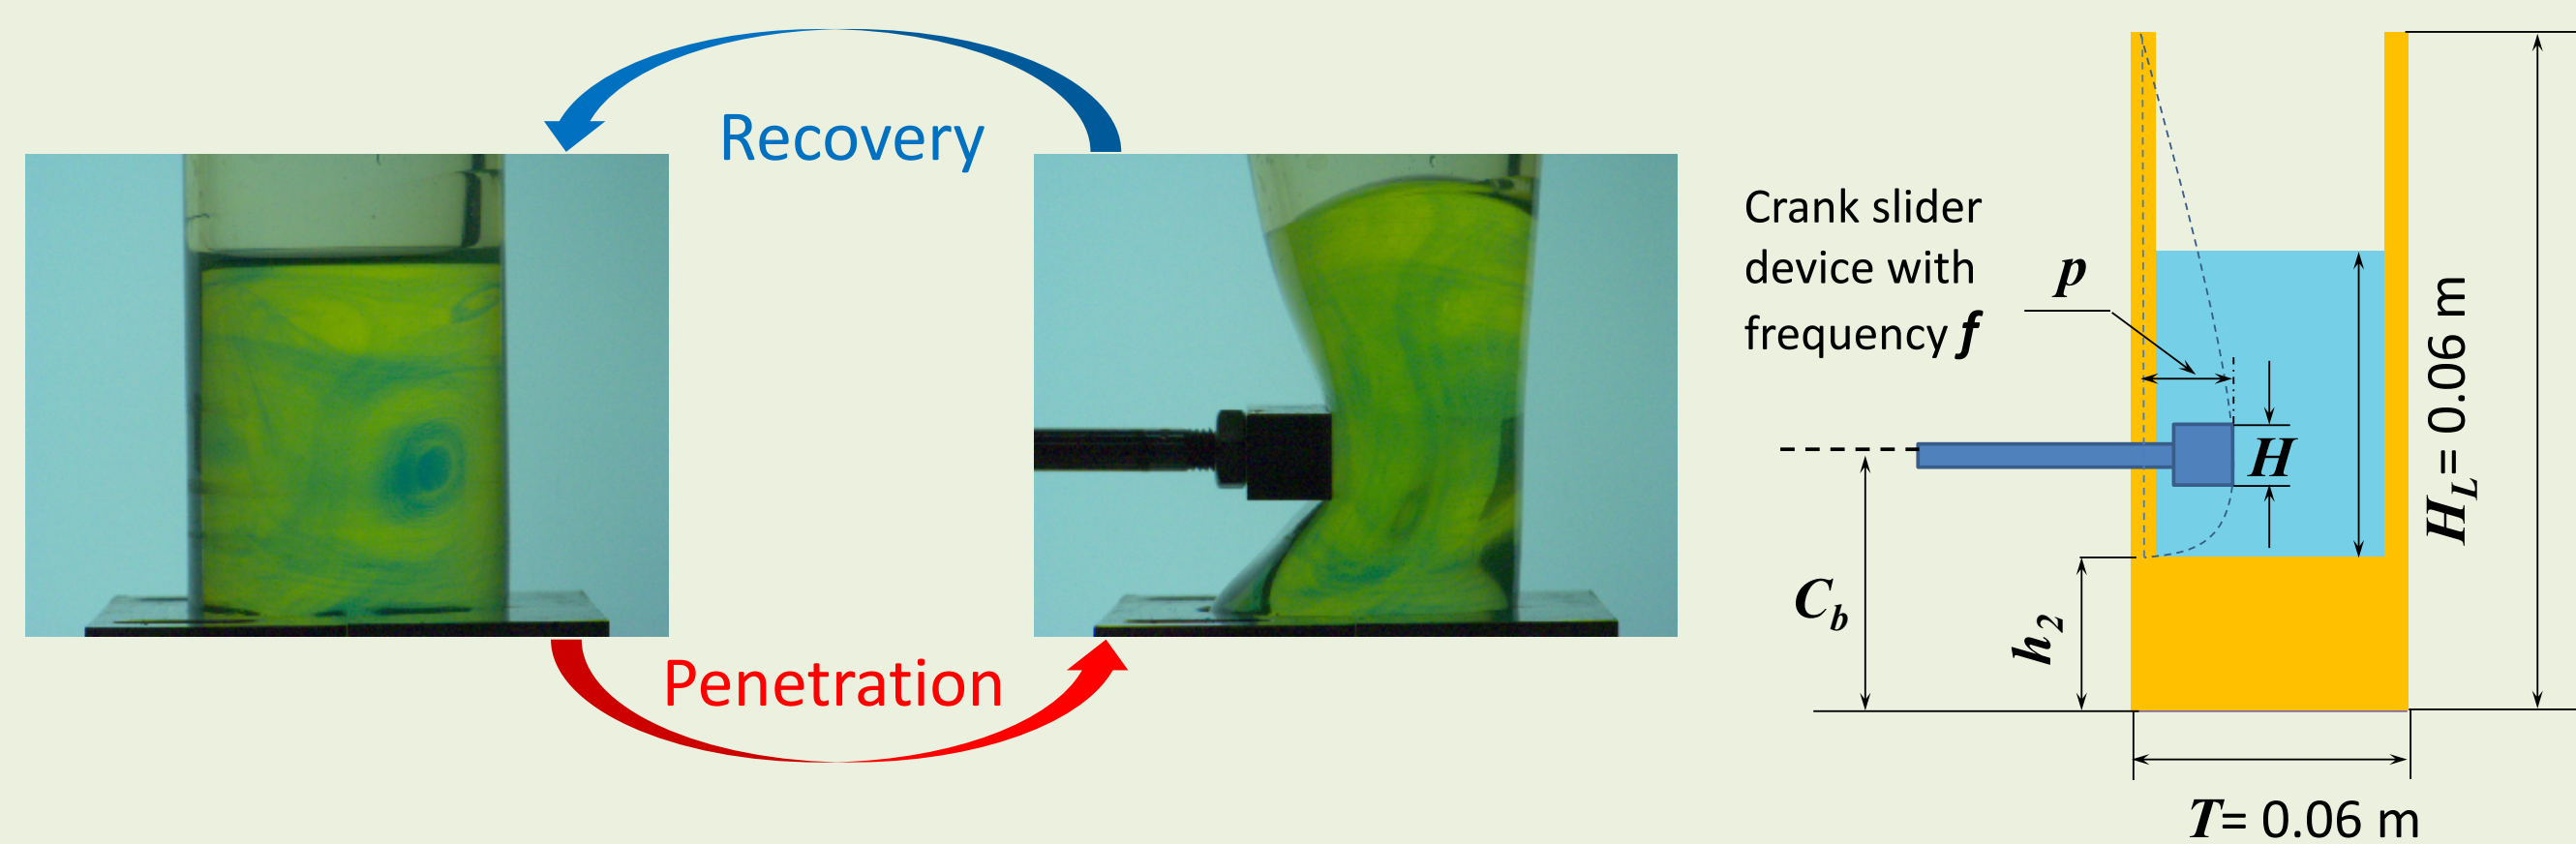 Recovery
Penetration
Crank slider
device with
frequency f
p
H
C_b
h_2
H_L = 0.06 m
T = 0.06 m